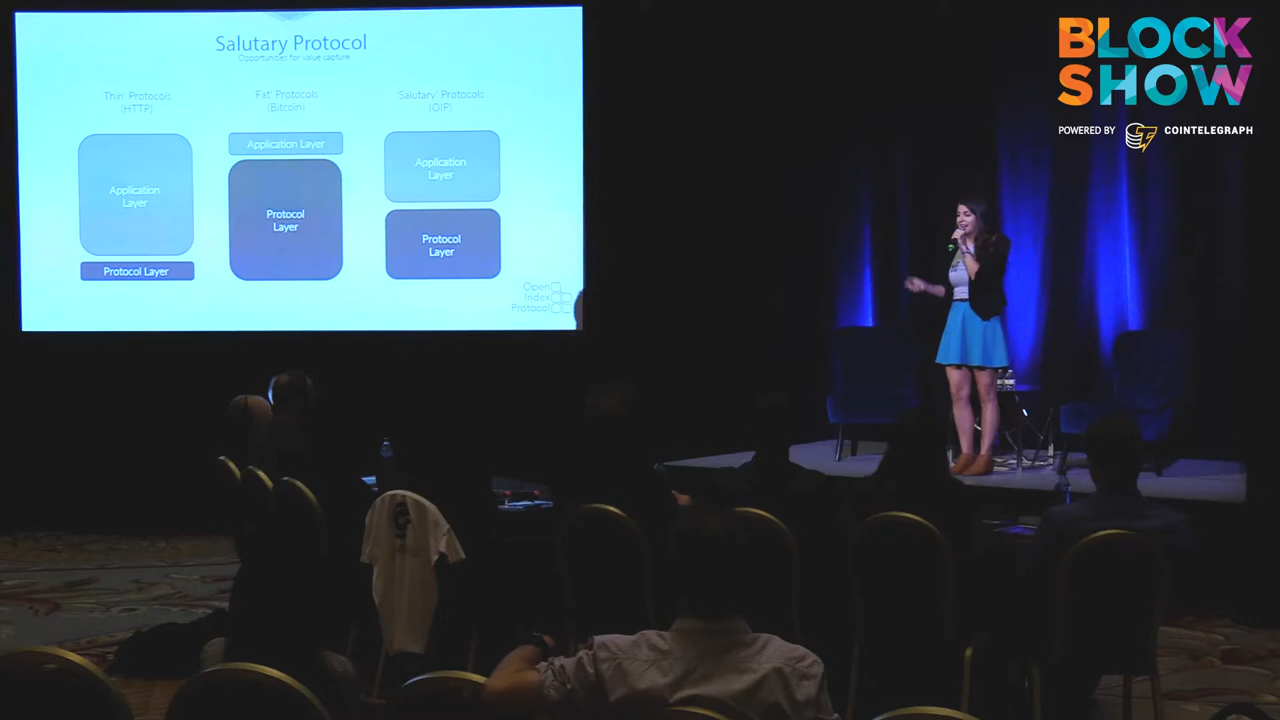 Salutary Protocol
Opportunities for value capture
'Thin' Protocols
(HTTP)
'Fat' Protocols
(Bitcoin)
'Salutary' Protocols
(OIP)
Application
Layer
Protocol Layer
Application Layer
Protocol
Layer
Application
Layer
Protocol
Layer
Open
Index
Protocol
BLOCK
SHOW
POWERED BY COINTELEGRAPH